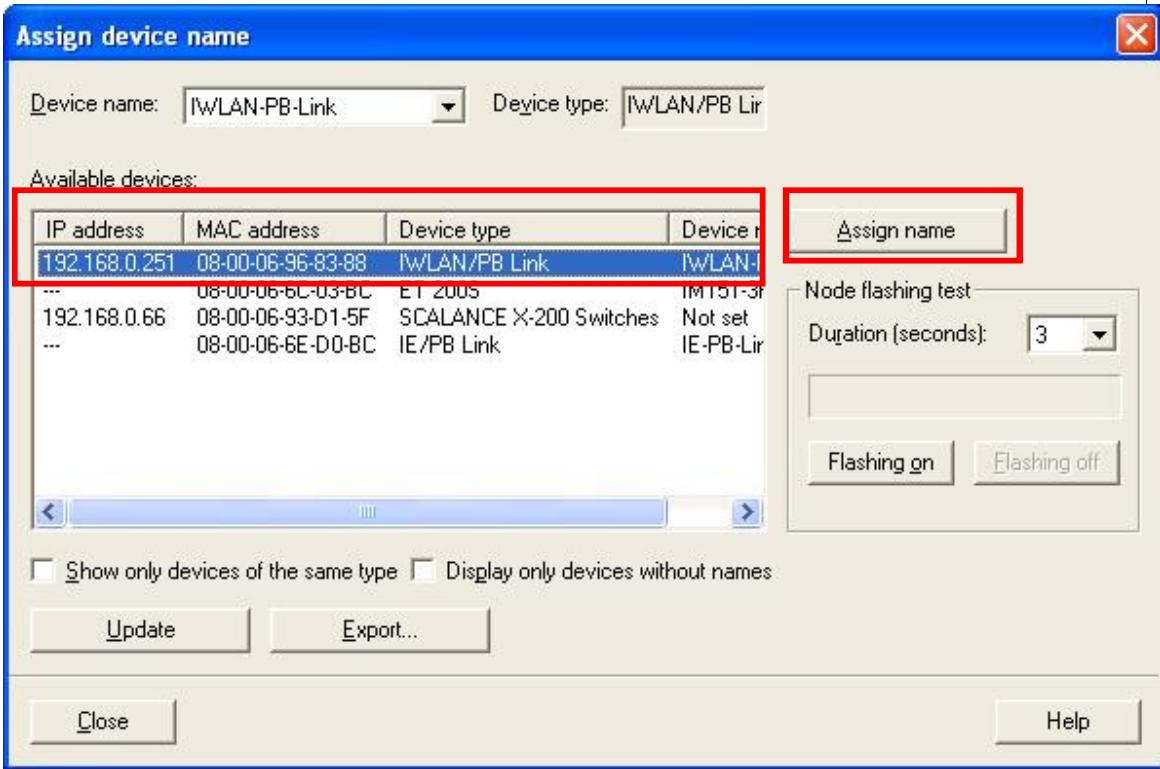 Assign device name
Device name: IWLAN-PB-Link Device type: IWLAN/PB Lin
Available devices:
IP address MAC address Device type Device n
192.168.0.251 08-00-06-96-83-88 IWLAN/PB Link IWLAN-
--- 08-00-06-6C-03-BC ET 200S IM151-3
192.168.0.66 08-00-06-93-D1-5F SCALANCE X-200 Switches Not set
--- 08-00-06-6E-D0-BC IE/PB Link IE-PB-Lin
Assign name
Node flashing test
Duration (seconds): 3
Flashing on Flashing off
Show only devices of the same type Display only devices without names
Update Export...
Close Help